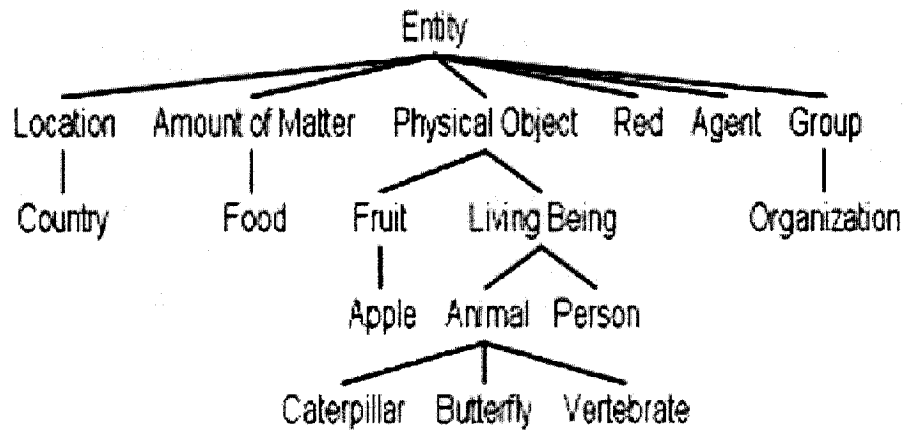 Entity
Location Amount of Matter Physical Object Red Agent Group
Country Food Fruit Living Being Organization
Apple Animal Person
Caterpillar Butterfly Vertebrate